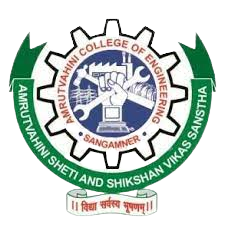 AMRUTVAHINI COLLEGE OF ENGINEERING
SANGAMNER
AMRUTVAHINI SHETI AND SHIKSHAN VIKAS SANSTHA
।। विद्या सर्वस्य भूषणम् ।।